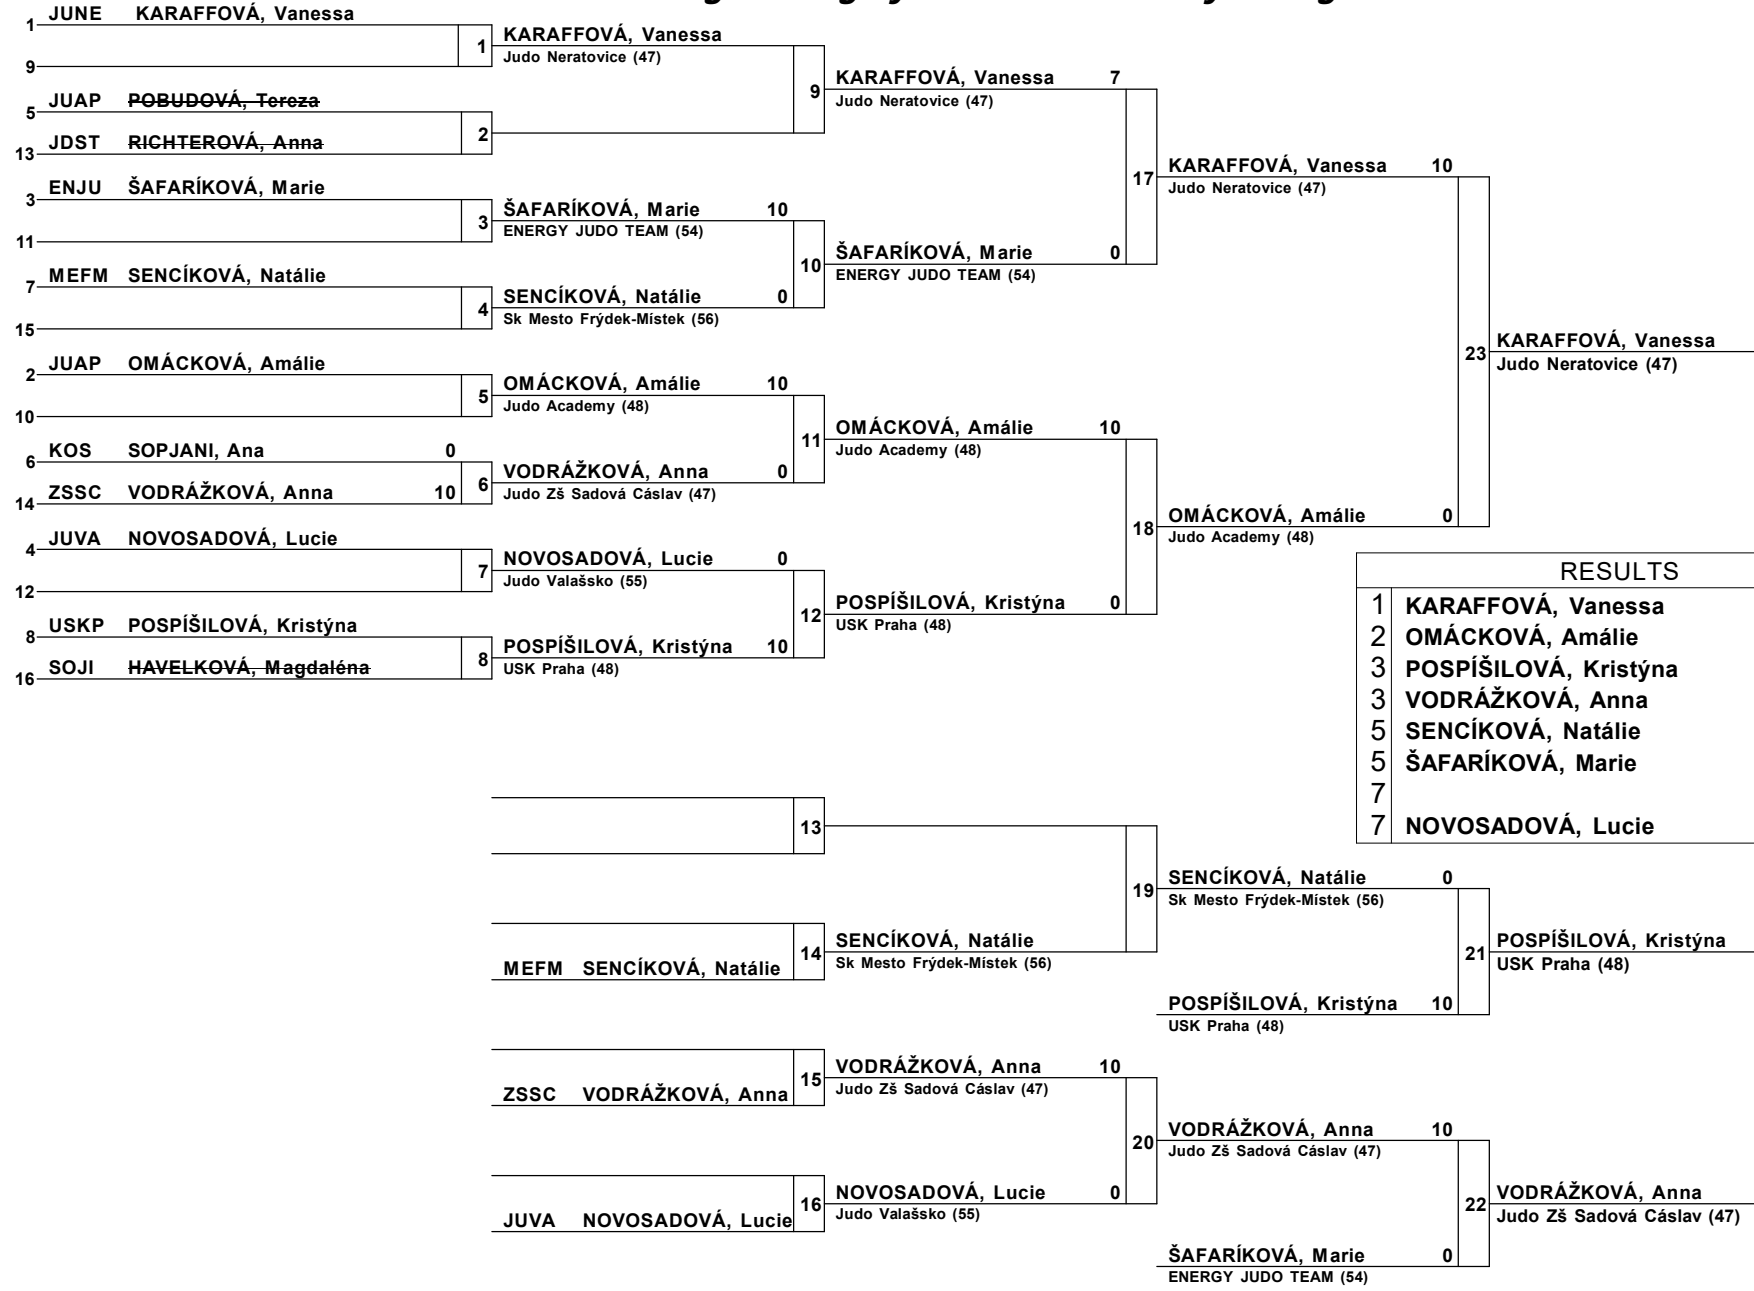 JUNE KARAFFOVÁ, Vanessa
1
1
KARAFFOVÁ, Vanessa
Judo Neratovice (47)
9
JUAP POBUDOVÁ, Tereza
5
2
JDST RICHTEROVÁ, Anna
13
9
KARAFFOVÁ, Vanessa 7
Judo Neratovice (47)
ENJU ŠAFARÍKOVÁ, Marie
3
3
ŠAFARÍKOVÁ, Marie 10
ENERGY JUDO TEAM (54)
11
MEFM SENCÍKOVÁ, Natálie
7
4
SENCÍKOVÁ, Natálie 0
Sk Mesto Frýdek-Místek (56)
15
10
ŠAFARÍKOVÁ, Marie 0
ENERGY JUDO TEAM (54)
17
KARAFFOVÁ, Vanessa 10
Judo Neratovice (47)
JUAP OMÁCKOVÁ, Amálie
2
5
OMÁCKOVÁ, Amálie 10
Judo Academy (48)
10
KOS SOPJANI, Ana 0
6
6
VODRÁŽKOVÁ, Anna 0
Judo Zš Sadová Cáslav (47)
ZSSC VODRÁŽKOVÁ, Anna 10
14
11
OMÁCKOVÁ, Amálie 10
Judo Academy (48)
JUVA NOVOSADOVÁ, Lucie
4
7
NOVOSADOVÁ, Lucie 0
Judo Valašsko (55)
12
USKP POSPÍŠILOVÁ, Kristýna
8
8
POSPÍŠILOVÁ, Kristýna 10
USK Praha (48)
SOJI HAVELKOVÁ, Magdaléna
16
12
POSPÍŠILOVÁ, Kristýna 0
USK Praha (48)
18
OMÁCKOVÁ, Amálie 0
Judo Academy (48)
23
KARAFFOVÁ, Vanessa
Judo Neratovice (47)
RESULTS
1 KARAFFOVÁ, Vanessa
2 OMÁCKOVÁ, Amálie
3 POSPÍŠILOVÁ, Kristýna
3 VODRÁŽKOVÁ, Anna
5 SENCÍKOVÁ, Natálie
5 ŠAFARÍKOVÁ, Marie
7
7 NOVOSADOVÁ, Lucie
13
14
MEFM SENCÍKOVÁ, Natálie
SENCÍKOVÁ, Natálie
Sk Mesto Frýdek-Místek (56)
19
SENCÍKOVÁ, Natálie 0
Sk Mesto Frýdek-Místek (56)
POSPÍŠILOVÁ, Kristýna 10
USK Praha (48)
21
POSPÍŠILOVÁ, Kristýna
USK Praha (48)
15
ZSSC VODRÁŽKOVÁ, Anna
VODRÁŽKOVÁ, Anna 10
Judo Zš Sadová Cáslav (47)
16
JUVA NOVOSADOVÁ, Lucie
NOVOSADOVÁ, Lucie 0
Judo Valašsko (55)
20
VODRÁŽKOVÁ, Anna 10
Judo Zš Sadová Cáslav (47)
ŠAFARÍKOVÁ, Marie 0
ENERGY JUDO TEAM (54)
22
VODRÁŽKOVÁ, Anna
Judo Zš Sadová Cáslav (47)